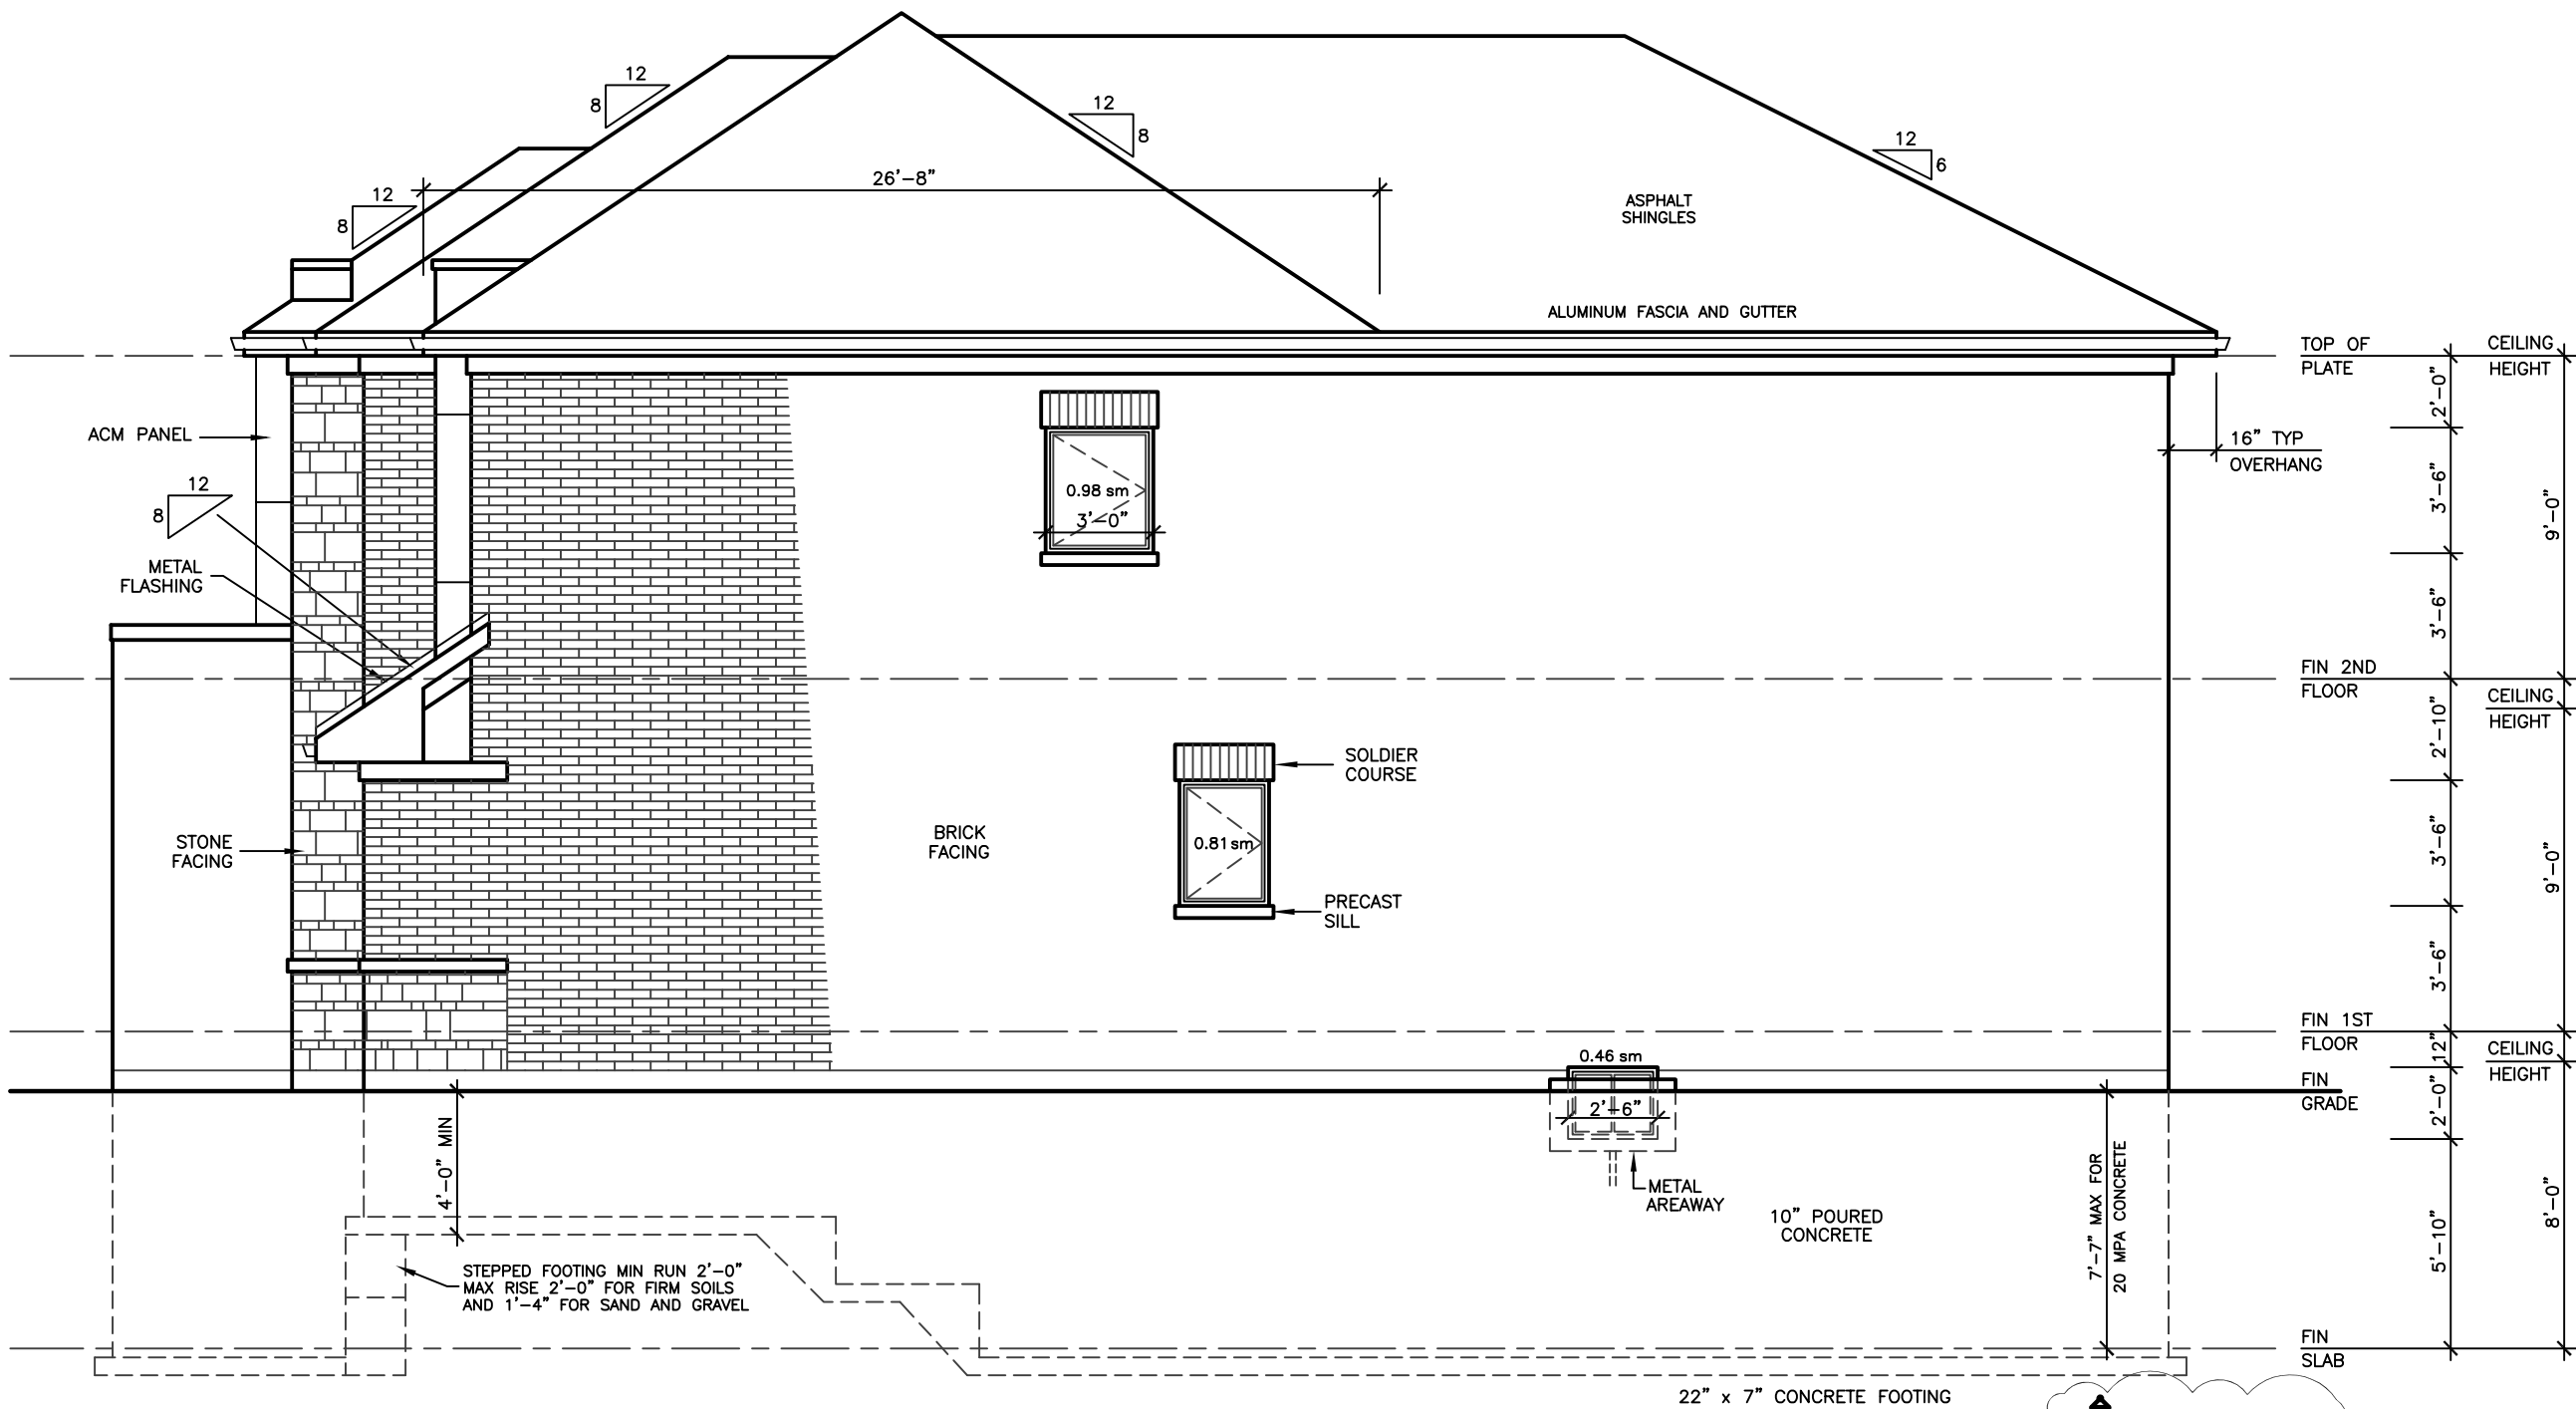 12
8
12
8
12
8
12
6
26'-8"
ASPHALT
SHINGLES
ALUMINUM FASCIA AND GUTTER
TOP OF
PLATE
CEILING
HEIGHT
2'-0"
ACM PANEL
16" TYP
OVERHANG
12
8
0.98 sm
3'-0"
3'-6"
9'-0"
METAL
FLASHING
3'-6"
FIN 2ND
FLOOR
CEILING
HEIGHT
2'-10"
SOLDIER
COURSE
STONE
FACING
BRICK
FACING
0.81 sm
3'-6"
9'-0"
PRECAST
SILL
3'-6"
FIN 1ST
FLOOR
12"
CEILING
HEIGHT
0.46 sm
FIN
GRADE
2'-6"
2'-0"
4'-0" MIN
METAL
AREAWAY
10" POURED
CONCRETE
7'-7" MAX FOR
20 MPA CONCRETE
5'-10"
8'-0"
STEPPED FOOTING MIN RUN 2'-0"
MAX RISE 2'-0" FOR FIRM SOILS
AND 1'-4" FOR SAND AND GRAVEL
FIN
SLAB
22" x 7" CONCRETE FOOTING